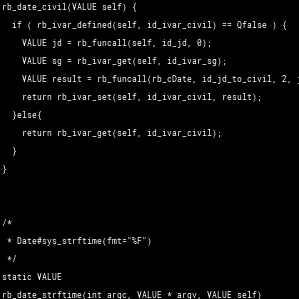 rb_date_civil(VALUE self) {
if ( rb_ivar_defined(self, id_ivar_civil) == Qfalse ) {
VALUE jd = rb_funcall(self, id_jd, 0);
VALUE sg = rb_ivar_get(self, id_ivar_sg);
VALUE result = rb_funcall(rb_cDate, id_jd_to_civil, 2,
return rb_ivar_set(self, id_ivar_civil, result);
}else{
return rb_ivar_get(self, id_ivar_civil);
}
}
/*
* Date#sys_strftime(fmt="%F")
*/
static VALUE
rb_date_strftime(int argc, VALUE * argv, VALUE self)